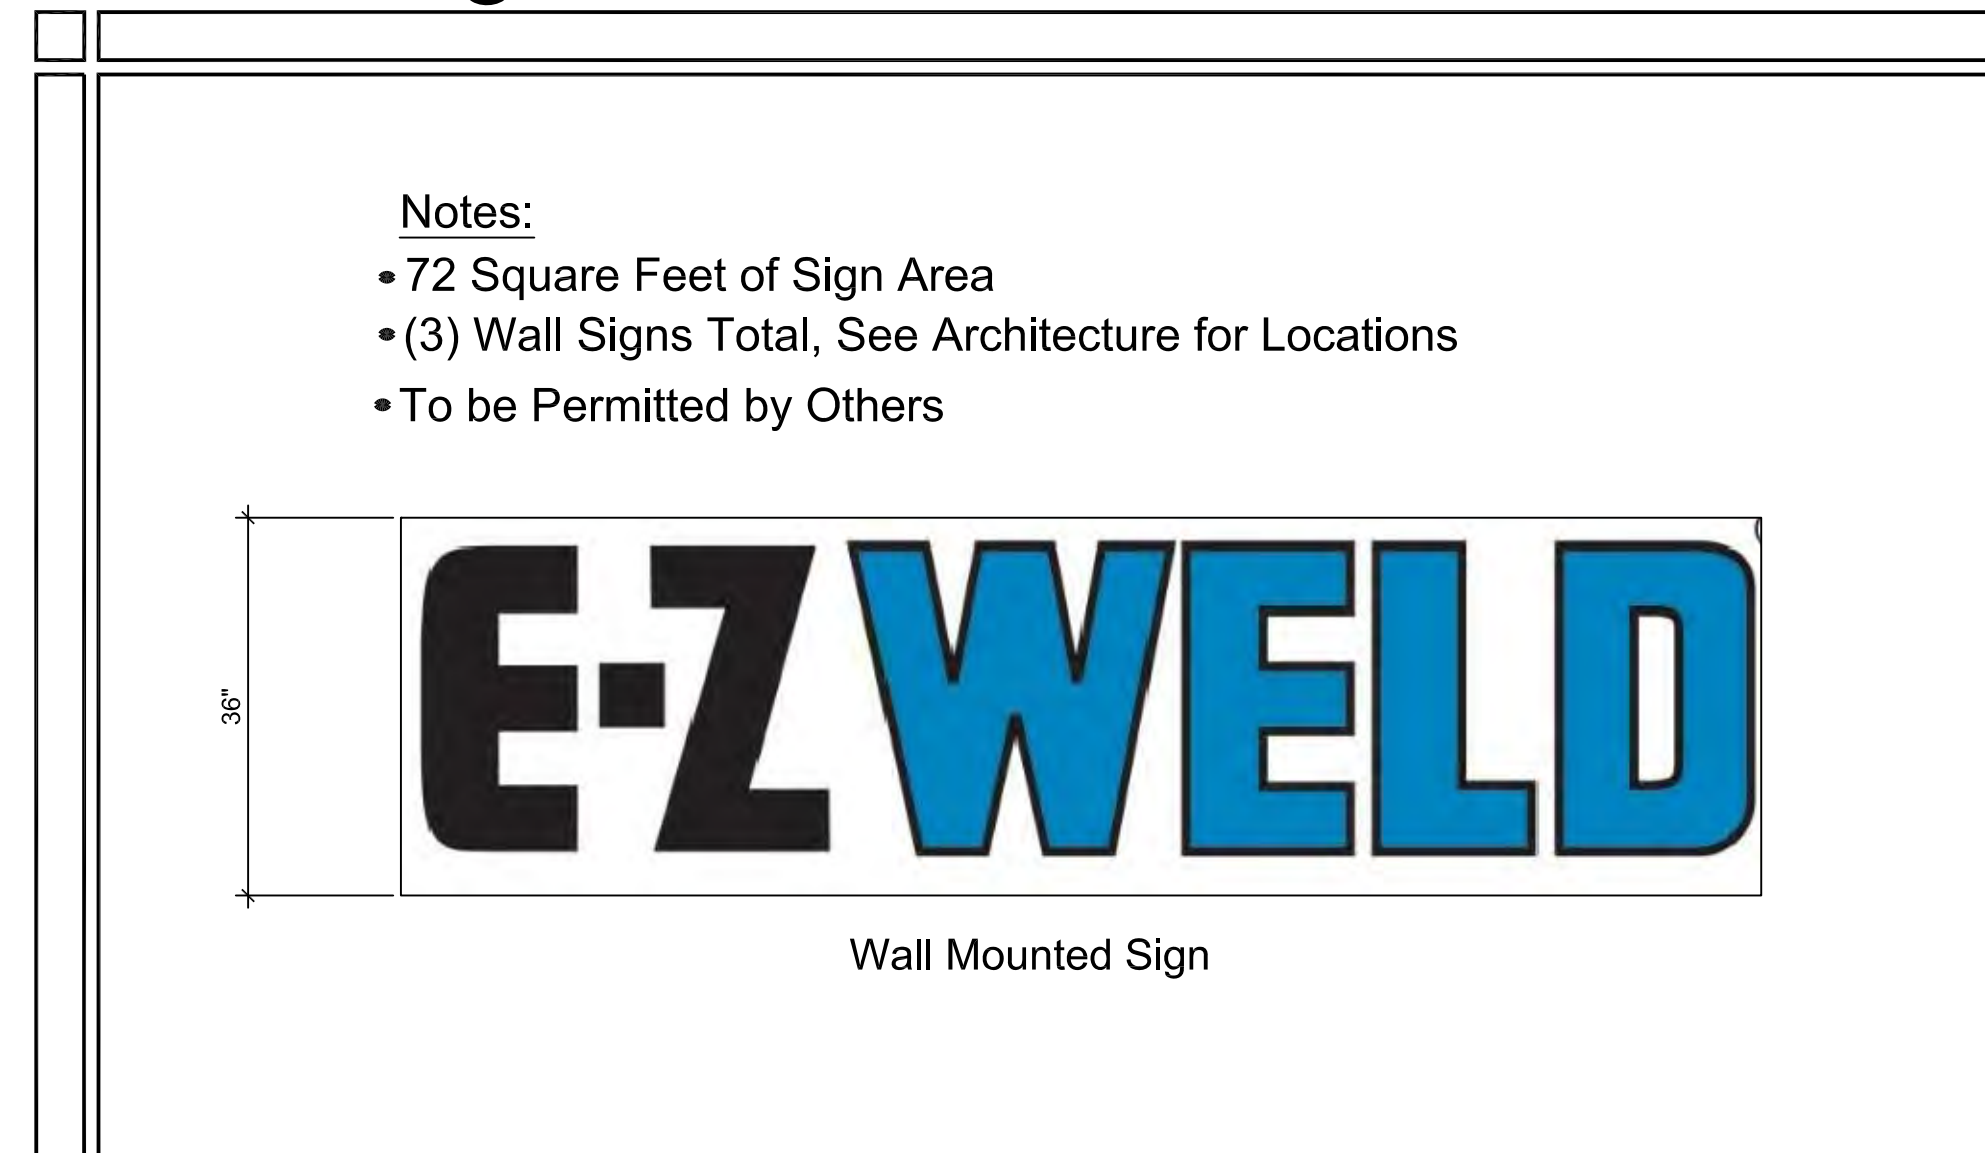 Notes:
72 Square Feet of Sign Area
(3) Wall Signs Total, See Architecture for Locations
To be Permitted by Others
36"
E-Z WELD
Wall Mounted Sign